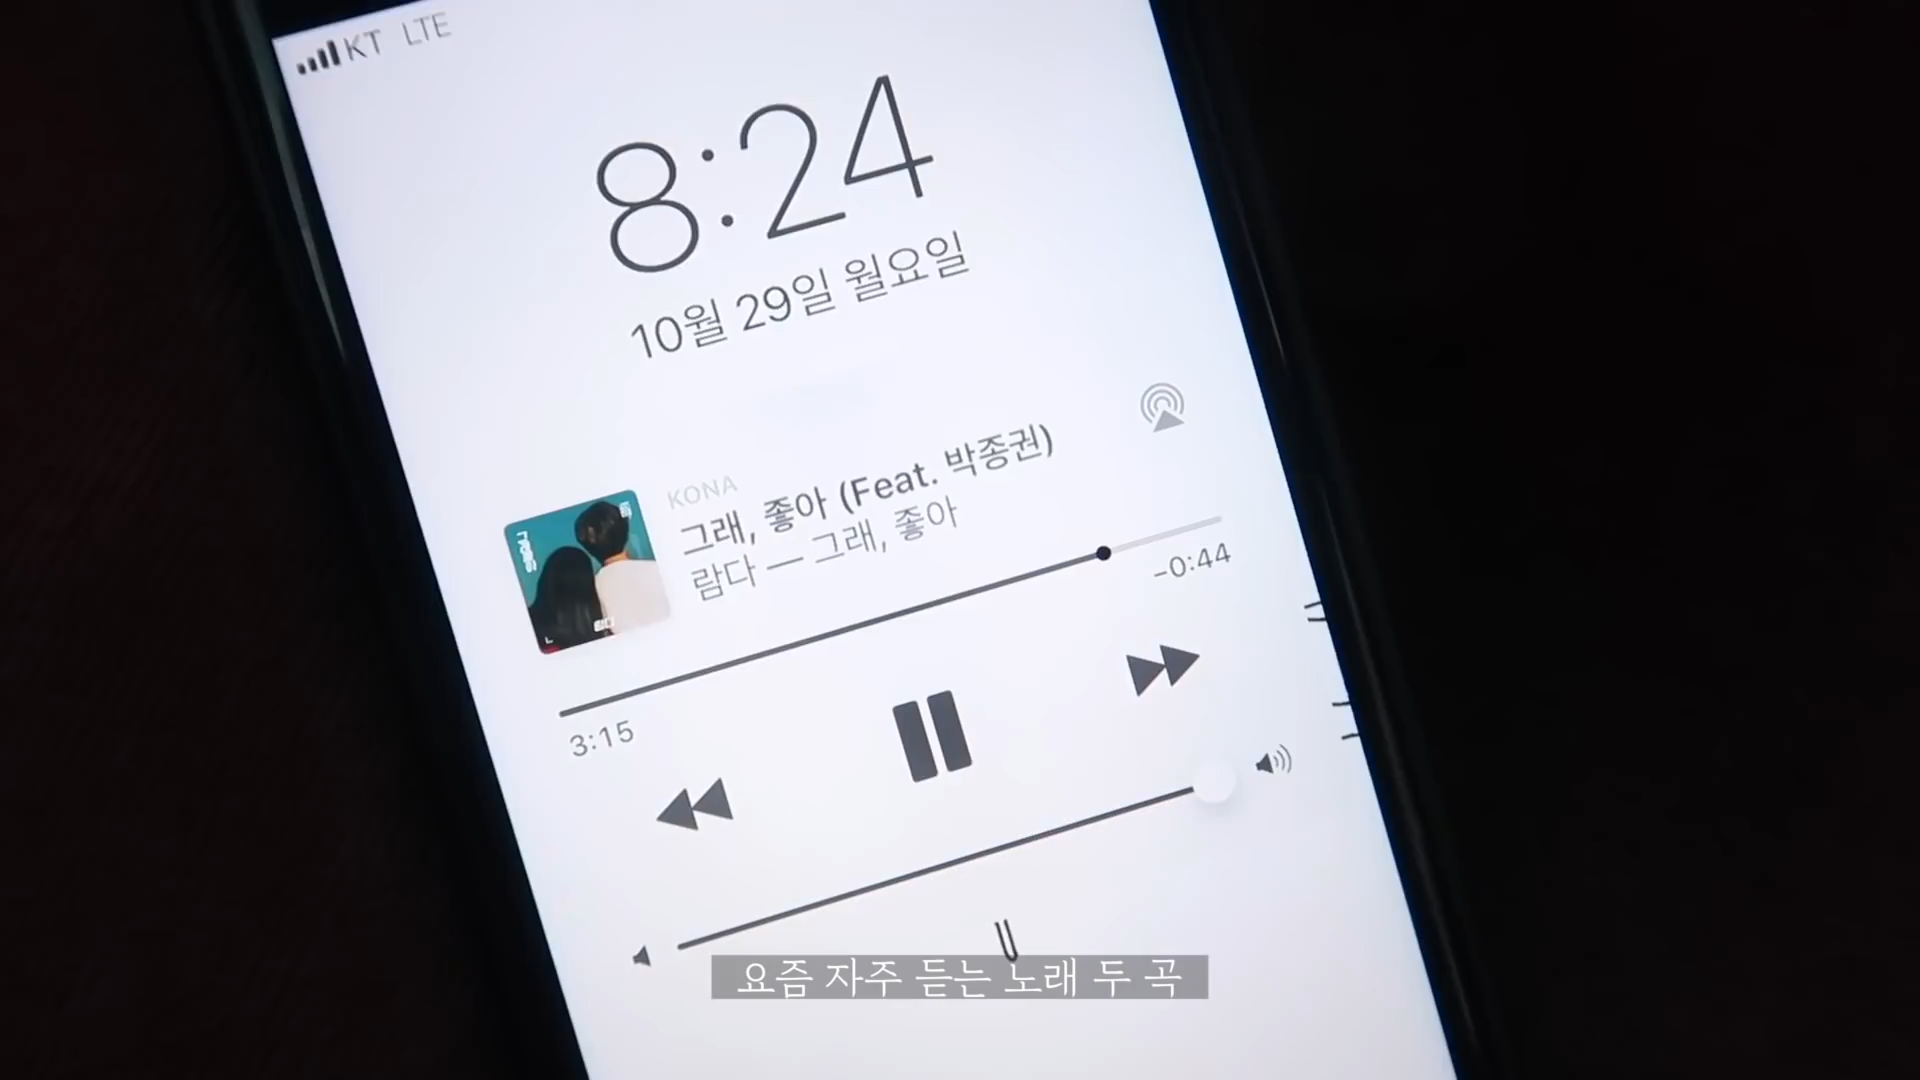 KT LTE
8:24
10월 29일 월요일
KONA
그래, 좋아 (Feat. 박종권)
람다 — 그래, 좋아
-0:44
3:15
요즘 자주 듣는 노래 두 곡